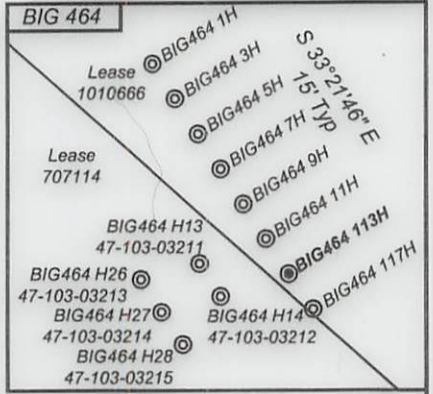 BIG 464
BIG464 1H
BIG464 3H
BIG464 5H
BIG464 7H
BIG464 9H
BIG464 11H
BIG464 113H
BIG464 117H
S 33°21'46" E
15' Typ
Lease
1010666
Lease
707114
BIG464 H13
47-103-03211
BIG464 H26
47-103-03213
BIG464 H27
47-103-03214
BIG464 H14
47-103-03212
BIG464 H28
47-103-03215